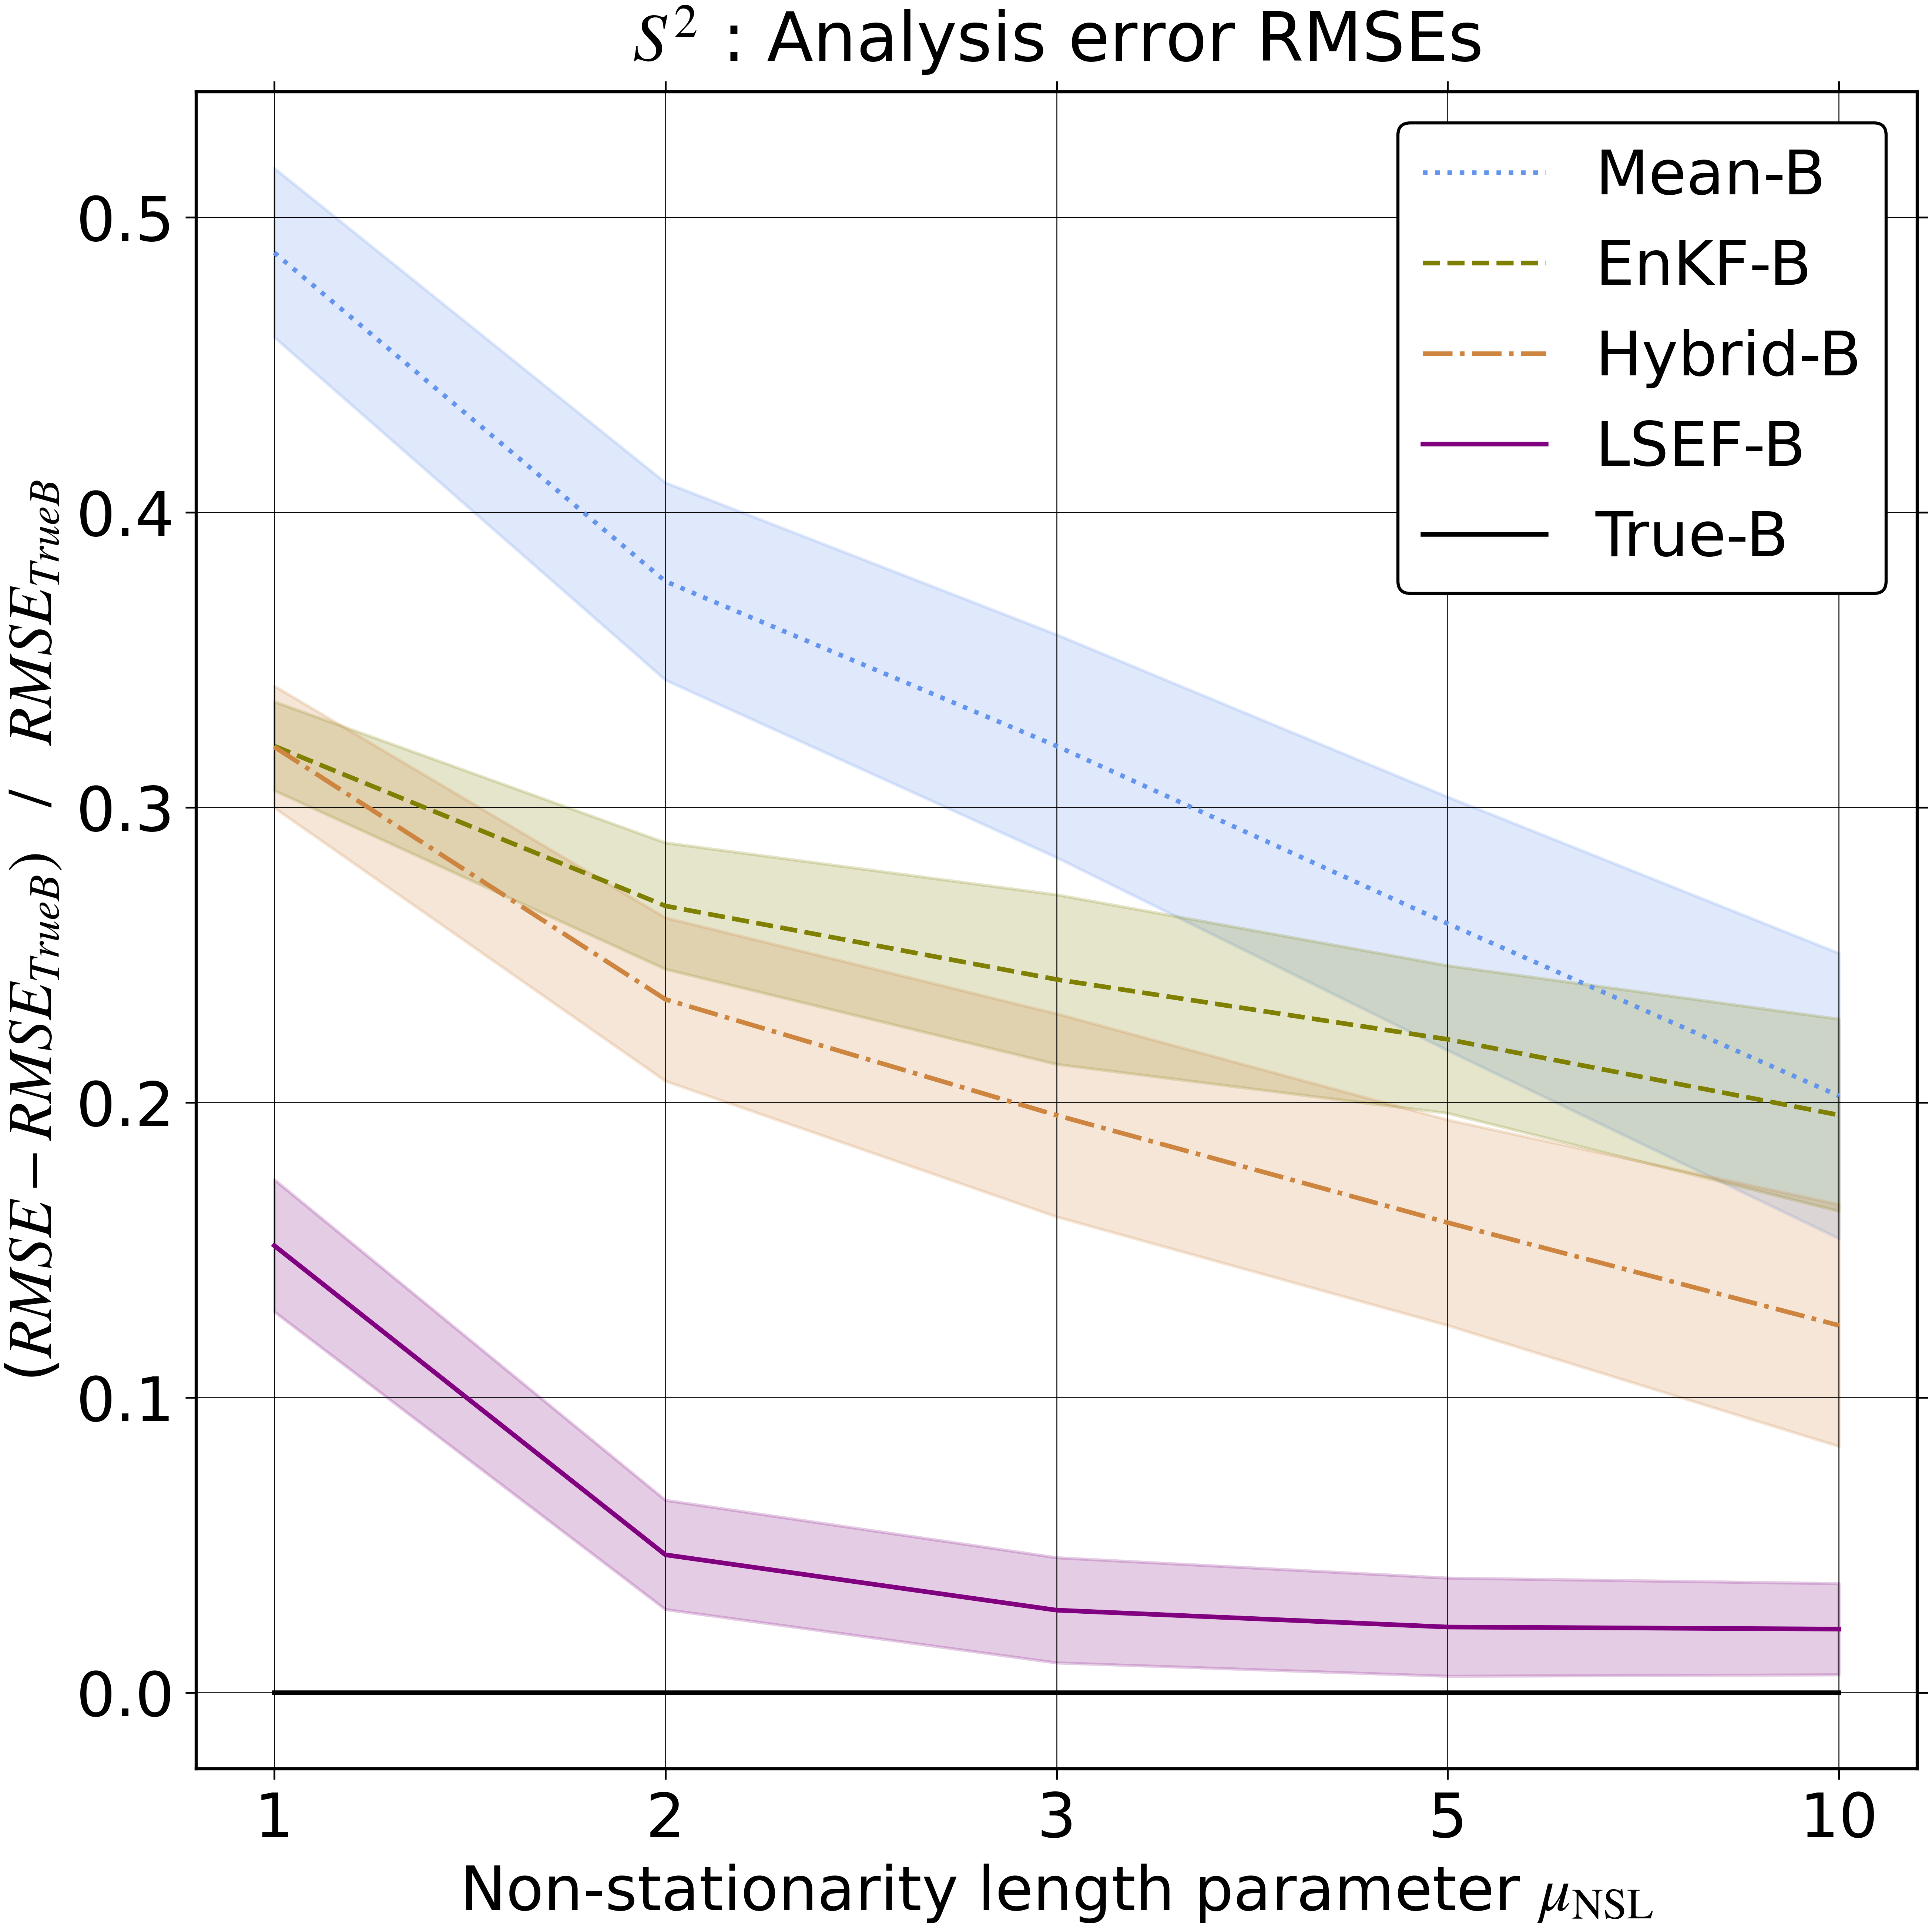 S² : Analysis error RMSEs
(RMSE − RMSE_TrueB) / RMSE_TrueB
0.5
0.4
0.3
0.2
0.1
0.0
Mean-B
EnKF-B
Hybrid-B
LSEF-B
True-B
1 2 3 5 10
Non-stationarity length parameter μ_NSL